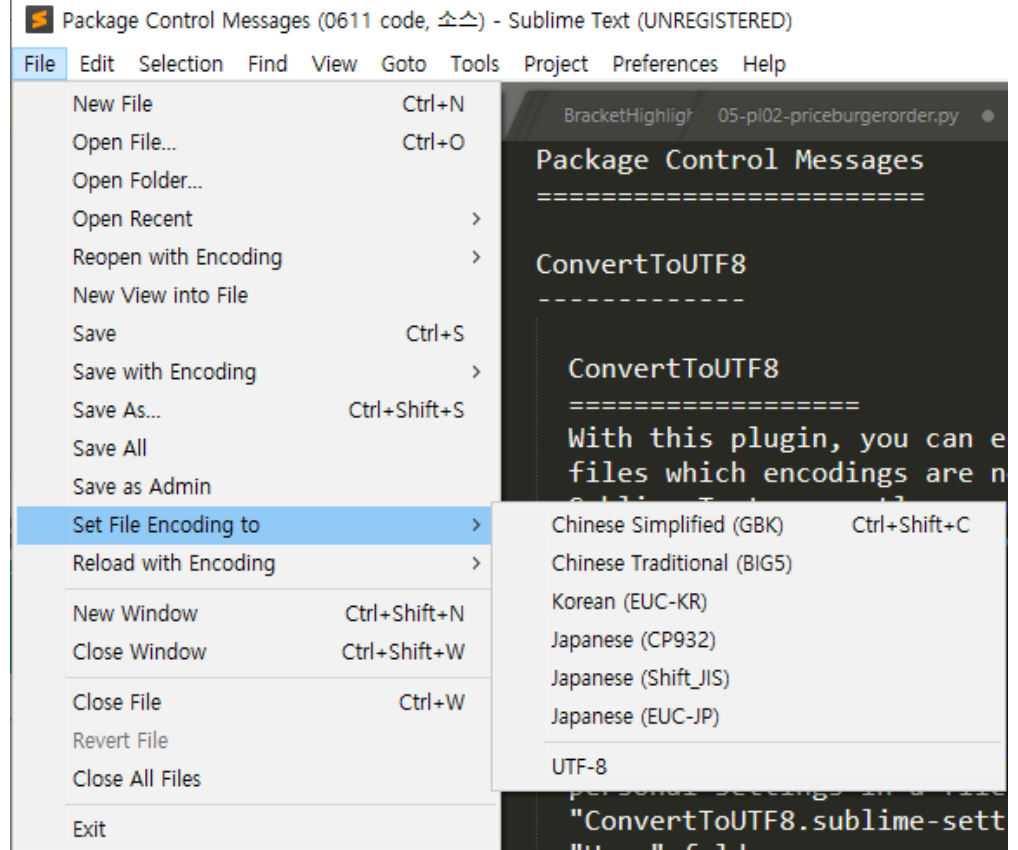 Package Control Messages (0611 code, 소스) - Sublime Text (UNREGISTERED)
File Edit Selection Find View Goto Tools Project Preferences Help
New File Ctrl+N
Open File... Ctrl+O
Open Folder...
Open Recent >
Reopen with Encoding >
New View into File
Save Ctrl+S
Save with Encoding >
Save As... Ctrl+Shift+S
Save All
Save as Admin
Set File Encoding to >
Reload with Encoding >
New Window Ctrl+Shift+N
Close Window Ctrl+Shift+W
Close File Ctrl+W
Revert File
Close All Files
Exit
BracketHighligh 05-pl02-priceburgerorder.py
Package Control Messages
========================
ConvertToUTF8
-------------
ConvertToUTF8
==================
With this plugin, you can e
files which encodings are n
Chinese Simplified (GBK) Ctrl+Shift+C
Chinese Traditional (BIG5)
Korean (EUC-KR)
Japanese (CP932)
Japanese (Shift_JIS)
Japanese (EUC-JP)
UTF-8
personal settings in a file
"ConvertToUTF8.sublime-sett